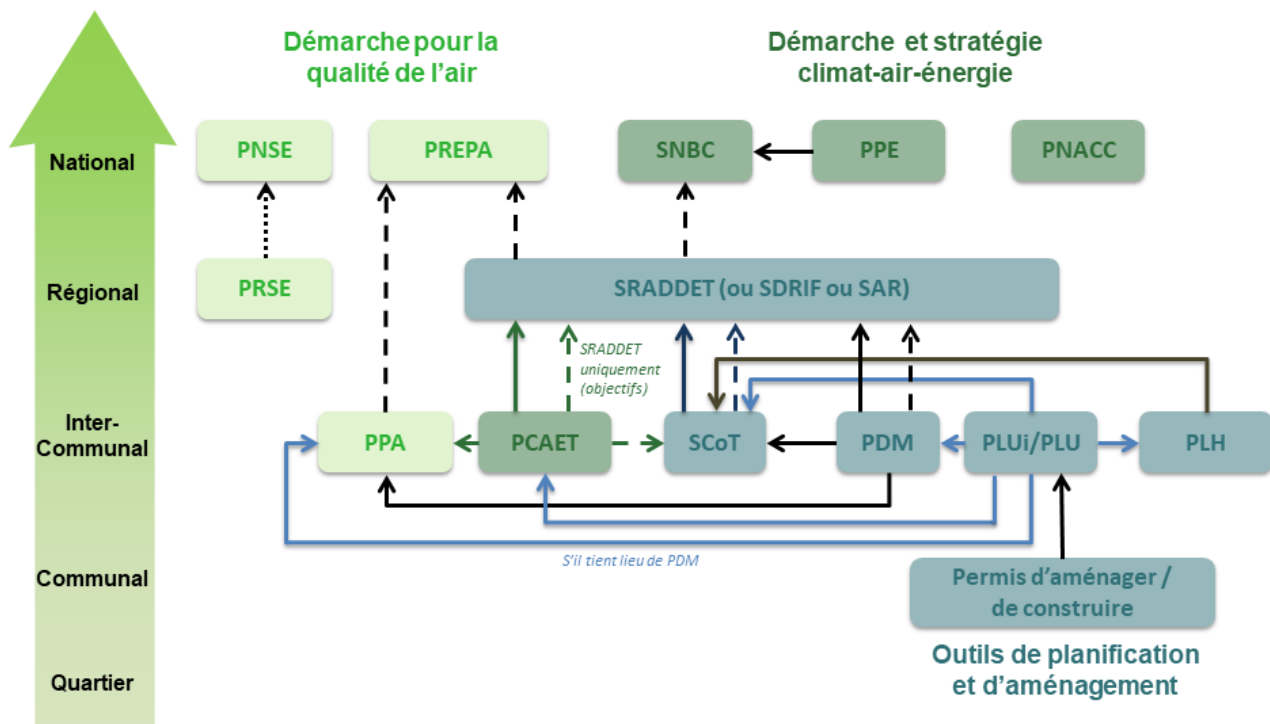 Démarche pour la
qualité de l'air
Démarche et stratégie
climat-air-énergie
National
PNSE
PREPA
SNBC
PPE
PNACC
Régional
PRSE
SRADDET (ou SDRIF ou SAR)
SRADDET
uniquement
(objectifs)
Inter-
Communal
PPA
PCAET
SCoT
PDM
PLUi/PLU
PLH
S'il tient lieu de PDM
Communal
Permis d'aménager /
de construire
Outils de planification
et d'aménagement
Quartier